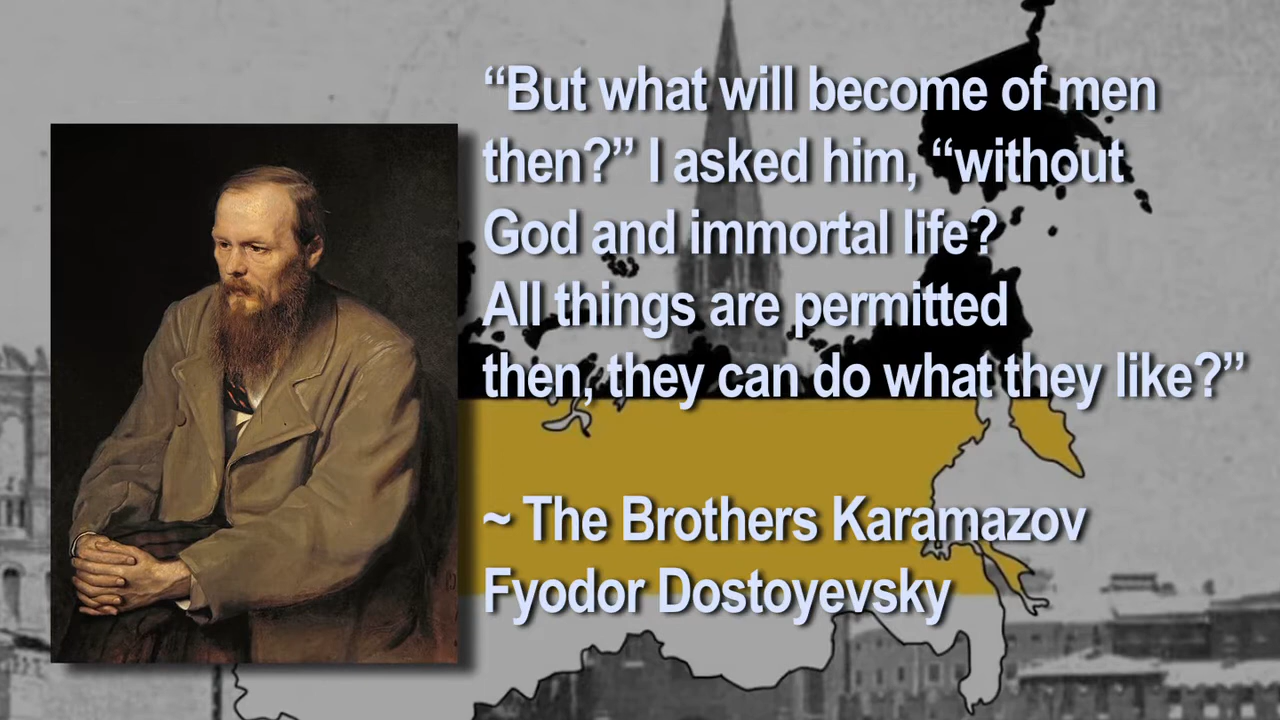 “But what will become of men
then?” I asked him, “without
God and immortal life?
All things are permitted
then, they can do what they like?”
~ The Brothers Karamazov
Fyodor Dostoyevsky